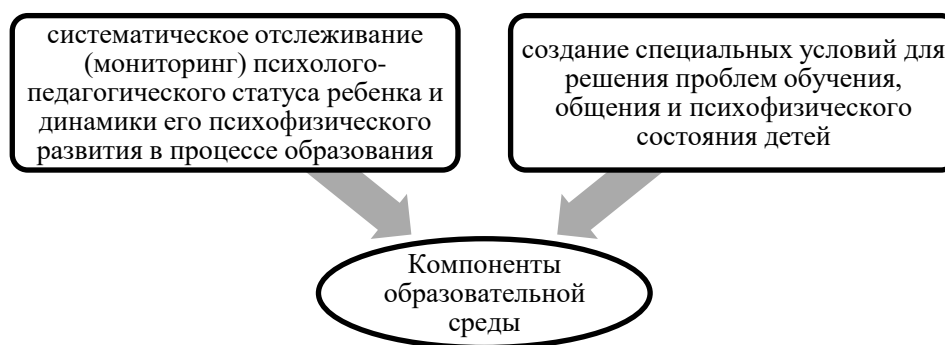 систематическое отслеживание
(мониторинг) психолого-
педагогического статуса ребенка и
динамики его психофизического
развития в процессе образования
создание специальных условий для
решения проблем обучения,
общения и психофизического
состояния детей
Компоненты
образовательной
среды